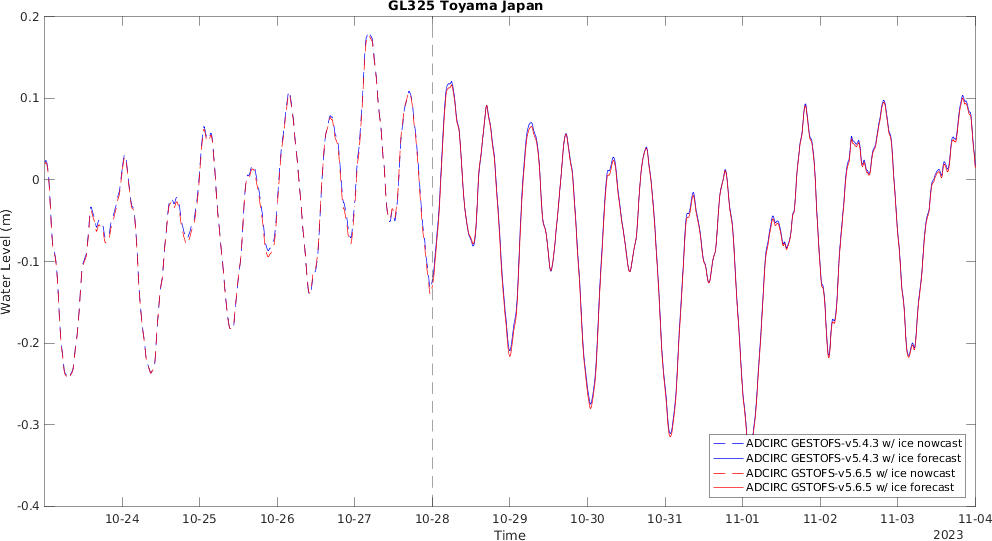 GL325 Toyama Japan
0.2
0.1
0
-0.1
-0.2
-0.3
-0.4
Water Level (m)
ADCIRC GESTOFS-v5.4.3 w/ ice nowcast
ADCIRC GESTOFS-v5.4.3 w/ ice forecast
ADCIRC GSTOFS-v5.6.5 w/ ice nowcast
ADCIRC GSTOFS-v5.6.5 w/ ice forecast
10-24 10-25 10-26 10-27 10-28 10-29 10-30 10-31 11-01 11-02 11-03 11-04
Time
2023